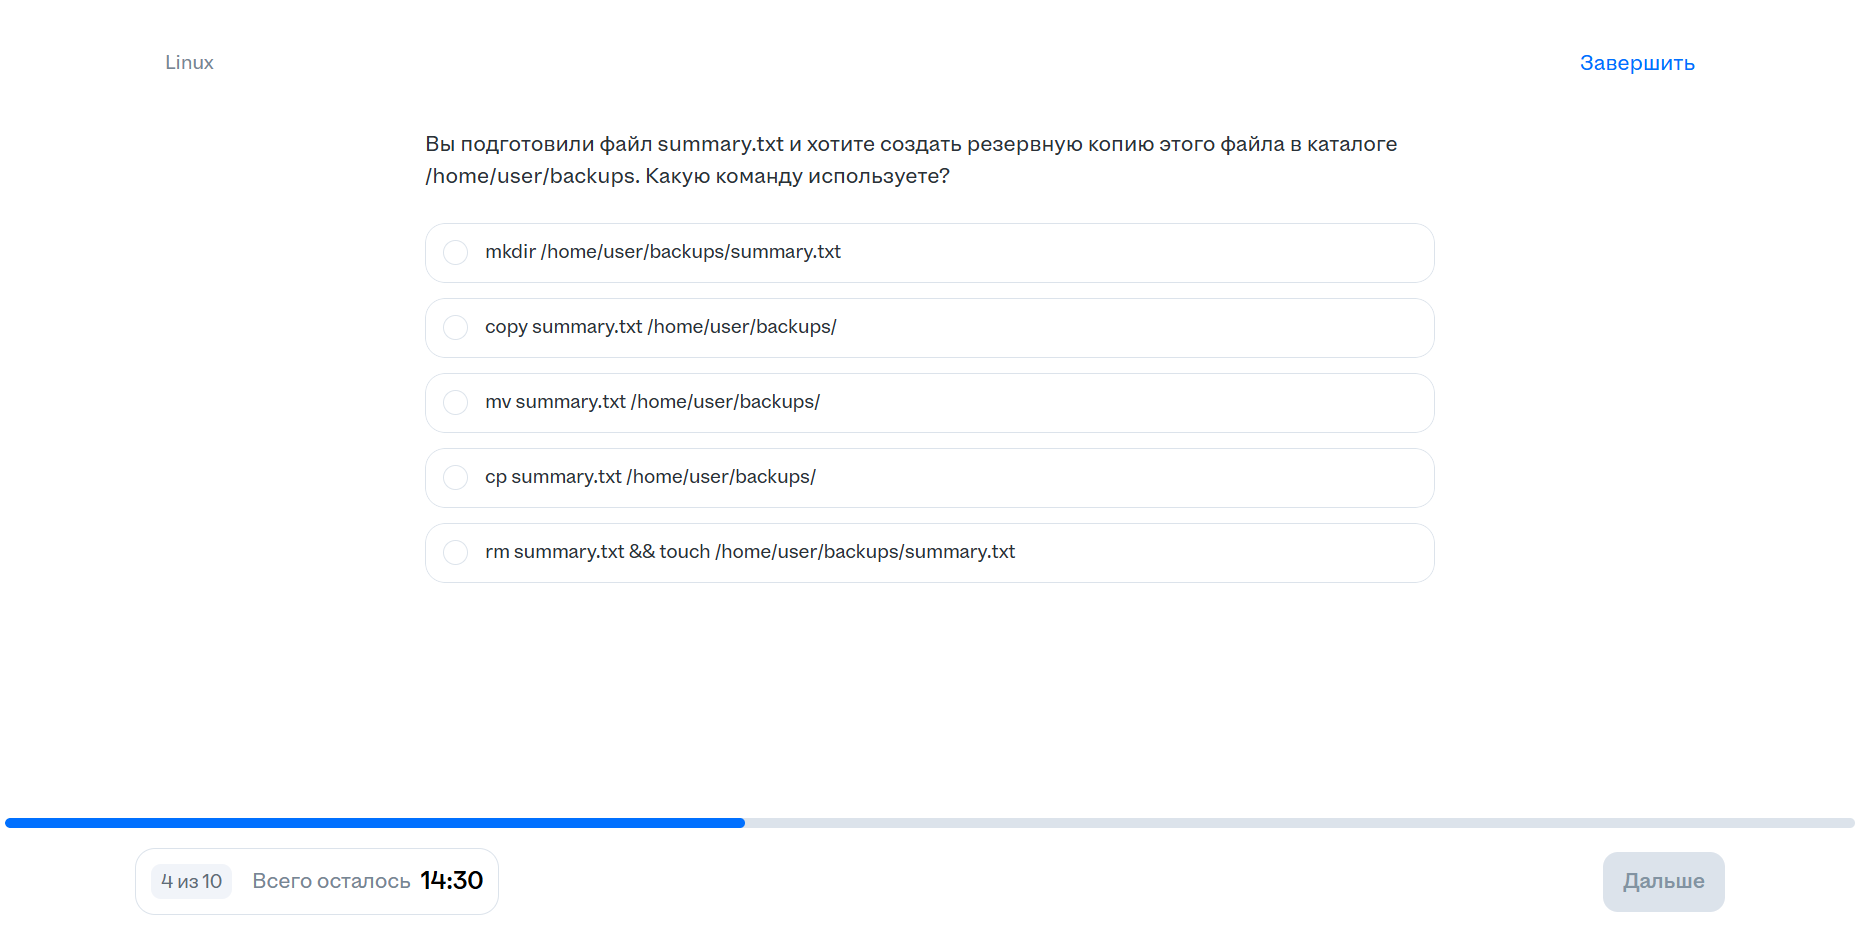 Linux
Завершить
Вы подготовили файл summary.txt и хотите создать резервную копию этого файла в каталоге
/home/user/backups. Какую команду используете?
mkdir /home/user/backups/summary.txt
copy summary.txt /home/user/backups/
mv summary.txt /home/user/backups/
cp summary.txt /home/user/backups/
rm summary.txt && touch /home/user/backups/summary.txt
4 из 10
Всего осталось 14:30
Дальше